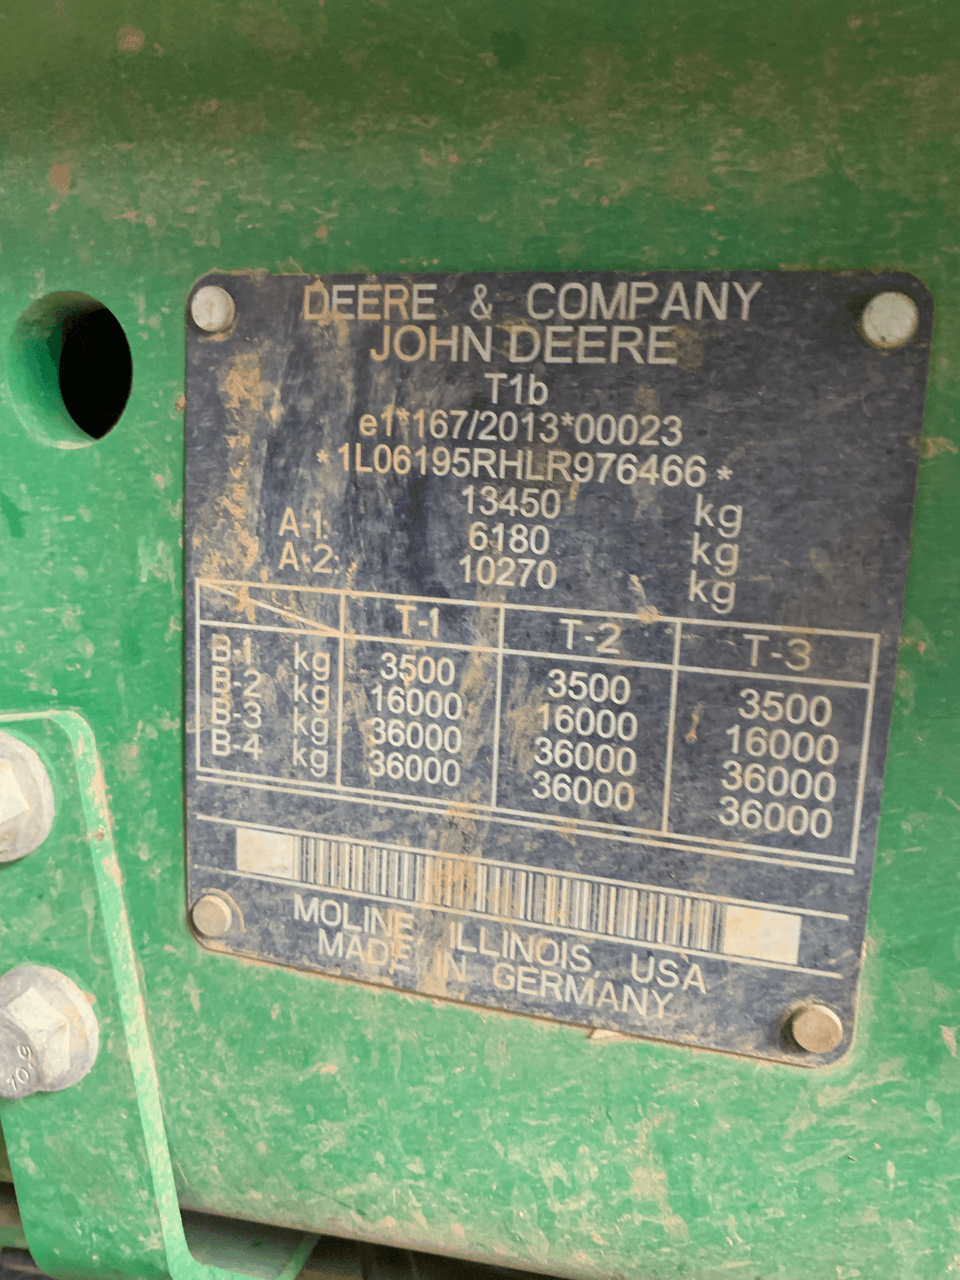 DEERE & COMPANY
JOHN DEERE
T1b
e1*167/2013*00023
*1L06195RHLR976466*
13450 kg
A-1: 6180 kg
A-2: 10270 kg
T-1 T-2 T-3
B-1 kg 3500 3500 3500
B-2 kg 16000 16000 16000
B-3 kg 36000 36000 36000
B-4 kg 36000 36000 36000
MOLINE, ILLINOIS, USA
MADE IN GERMANY
10.9